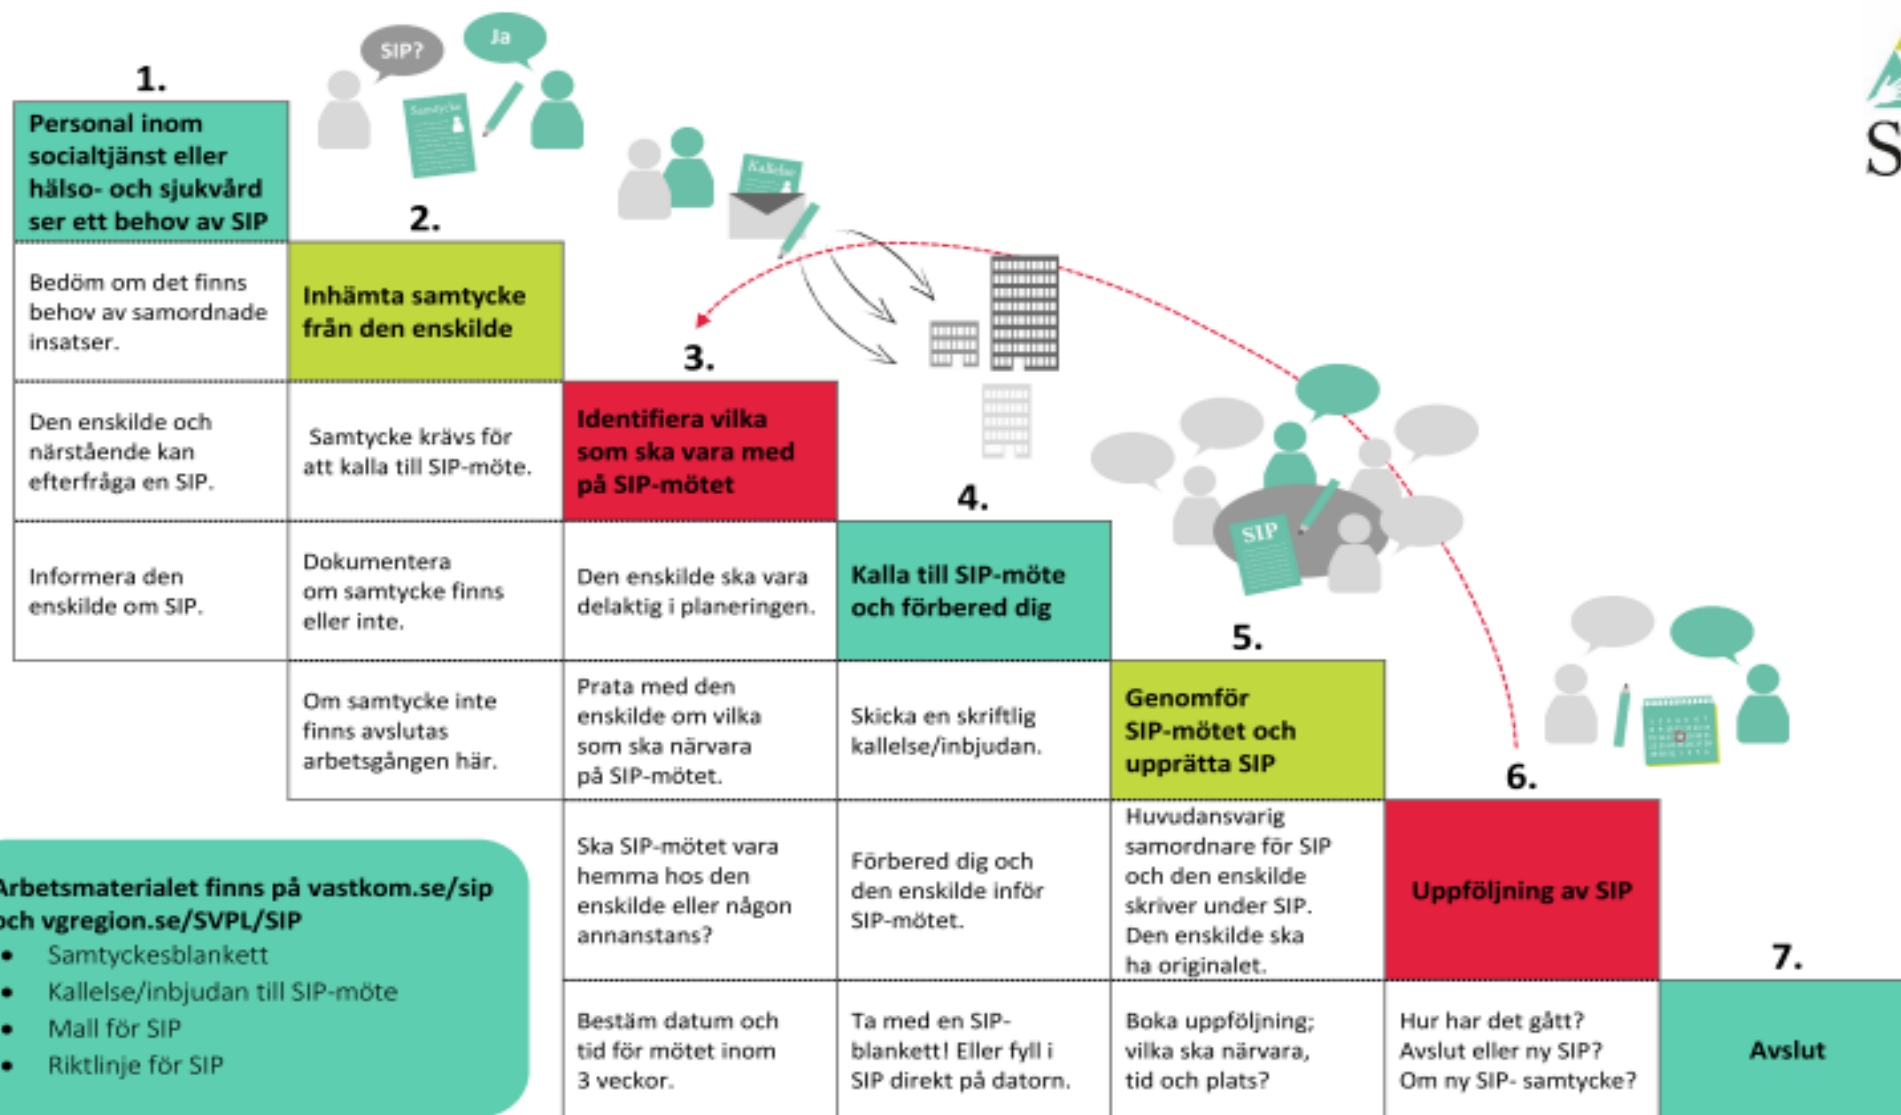 SIP?
Ja
Samtycke
Kallelse
S
1.
Personal inom
socialtjänst eller
hälso- och sjukvård
ser ett behov av SIP
Bedöm om det finns
behov av samordnade
insatser.
Den enskilde och
närstående kan
efterfråga en SIP.
Informera den
enskilde om SIP.
2.
Inhämta samtycke
från den enskilde
Samtycke krävs för
att kalla till SIP-möte.
Dokumentera
om samtycke finns
eller inte.
Om samtycke inte
finns avslutas
arbetsgången här.
3.
Identifiera vilka
som ska vara med
på SIP-mötet
Den enskilde ska vara
delaktig i planeringen.
Prata med den
enskilde om vilka
som ska närvara
på SIP-mötet.
Ska SIP-mötet vara
hemma hos den
enskilde eller någon
annanstans?
Bestäm datum och
tid för mötet inom
3 veckor.
4.
Kalla till SIP-möte
och förbered dig
Skicka en skriftlig
kallelse/inbjudan.
Förbered dig och
den enskilde inför
SIP-mötet.
Ta med en SIP-
blankett! Eller fyll i
SIP direkt på datorn.
SIP
5.
Genomför
SIP-mötet och
upprätta SIP
Huvudansvarig
samordnare för SIP
och den enskilde
skriver under SIP.
Den enskilde ska
ha originalet.
Boka uppföljning;
vilka ska närvara,
tid och plats?
6.
Uppföljning av SIP
Hur har det gått?
Avslut eller ny SIP?
Om ny SIP- samtycke?
7.
Avslut
Arbetsmaterialet finns på vastkom.se/sip
och vgregion.se/SVPL/SIP
• Samtyckesblankett
• Kallelse/inbjudan till SIP-möte
• Mall för SIP
• Riktlinje för SIP